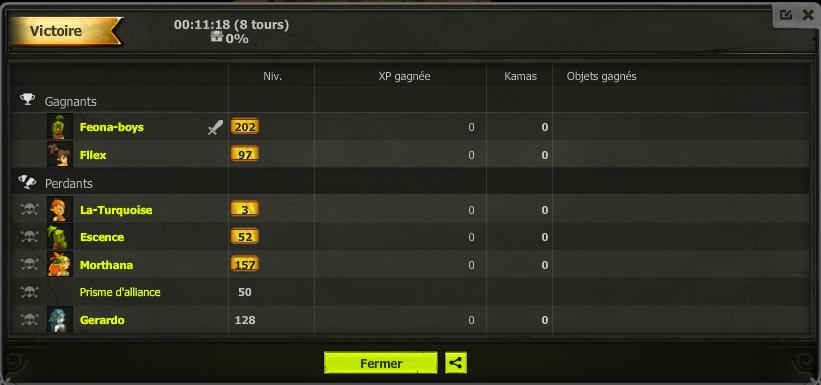 Victoire
00:11:18 (8 tours)
0%
Niv. XP gagnée Kamas Objets gagnés
Gagnants
Feona-boys 202 0 0
Fllex 97 0 0
Perdants
La-Turquoise 3 0 0
Escence 52 0 0
Morthana 157 0 0
Prisme d'alliance 50
Gerardo 128 0 0
Fermer